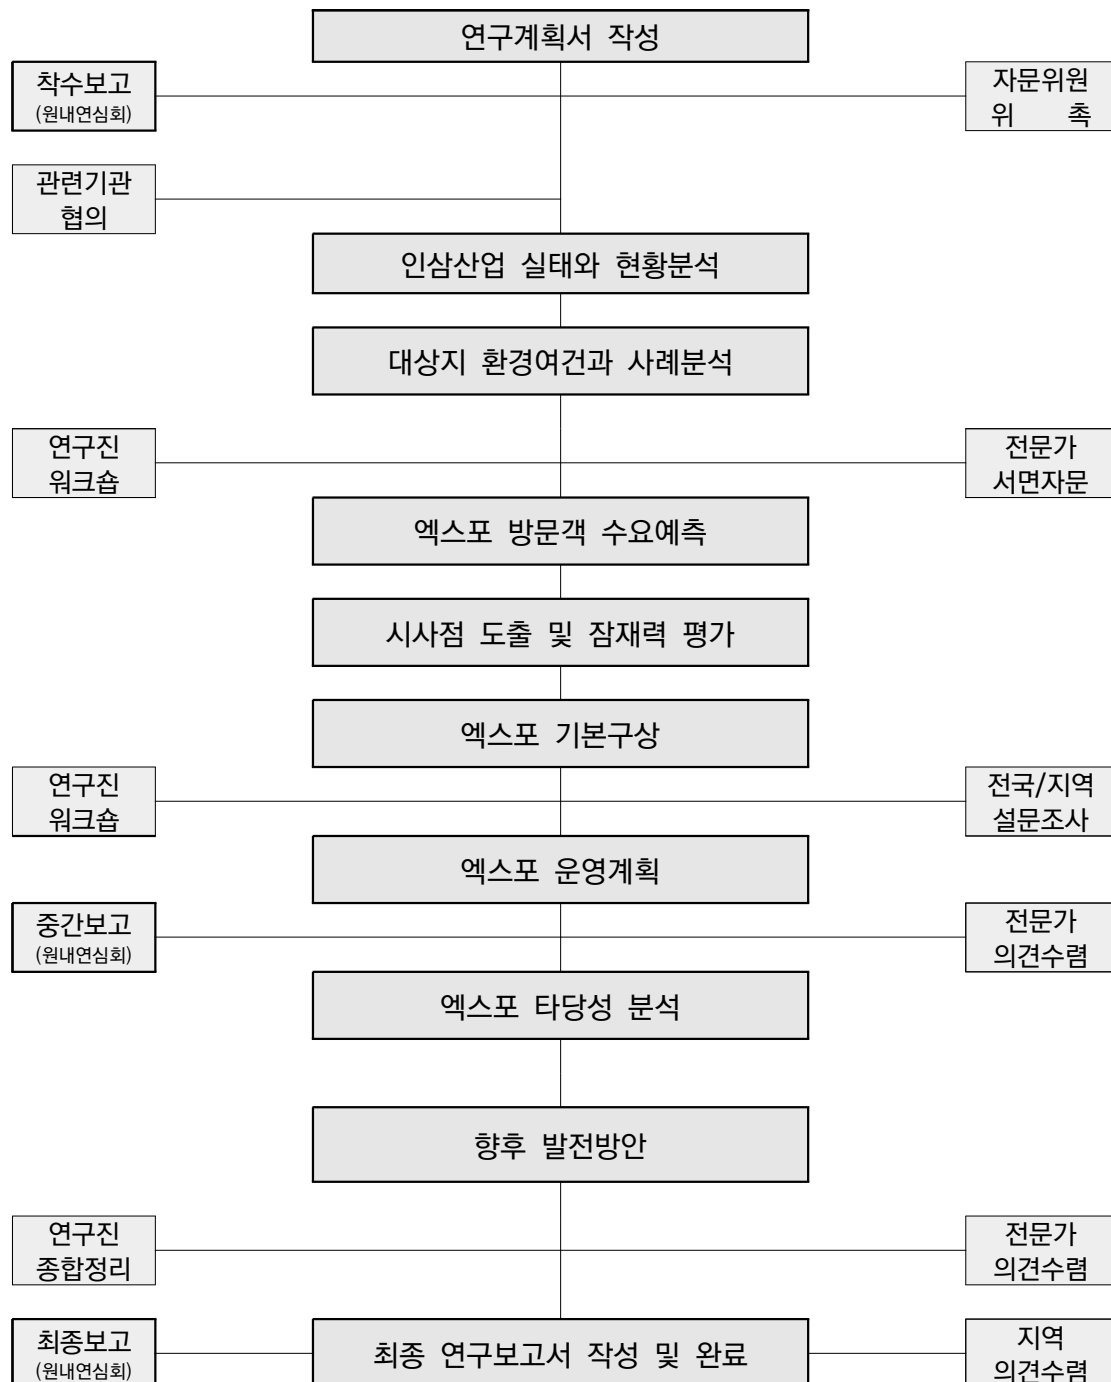 연구계획서 작성
착수보고
(원내연심회)
자문위원
위 촉
관련기관
협의
인삼산업 실태와 현황분석
대상지 환경여건과 사례분석
연구진
워크숍
전문가
서면자문
엑스포 방문객 수요예측
시사점 도출 및 잠재력 평가
엑스포 기본구상
연구진
워크숍
전국/지역
설문조사
엑스포 운영계획
중간보고
(원내연심회)
전문가
의견수렴
엑스포 타당성 분석
향후 발전방안
연구진
종합정리
전문가
의견수렴
최종보고
(원내연심회)
최종 연구보고서 작성 및 완료
지역
의견수렴